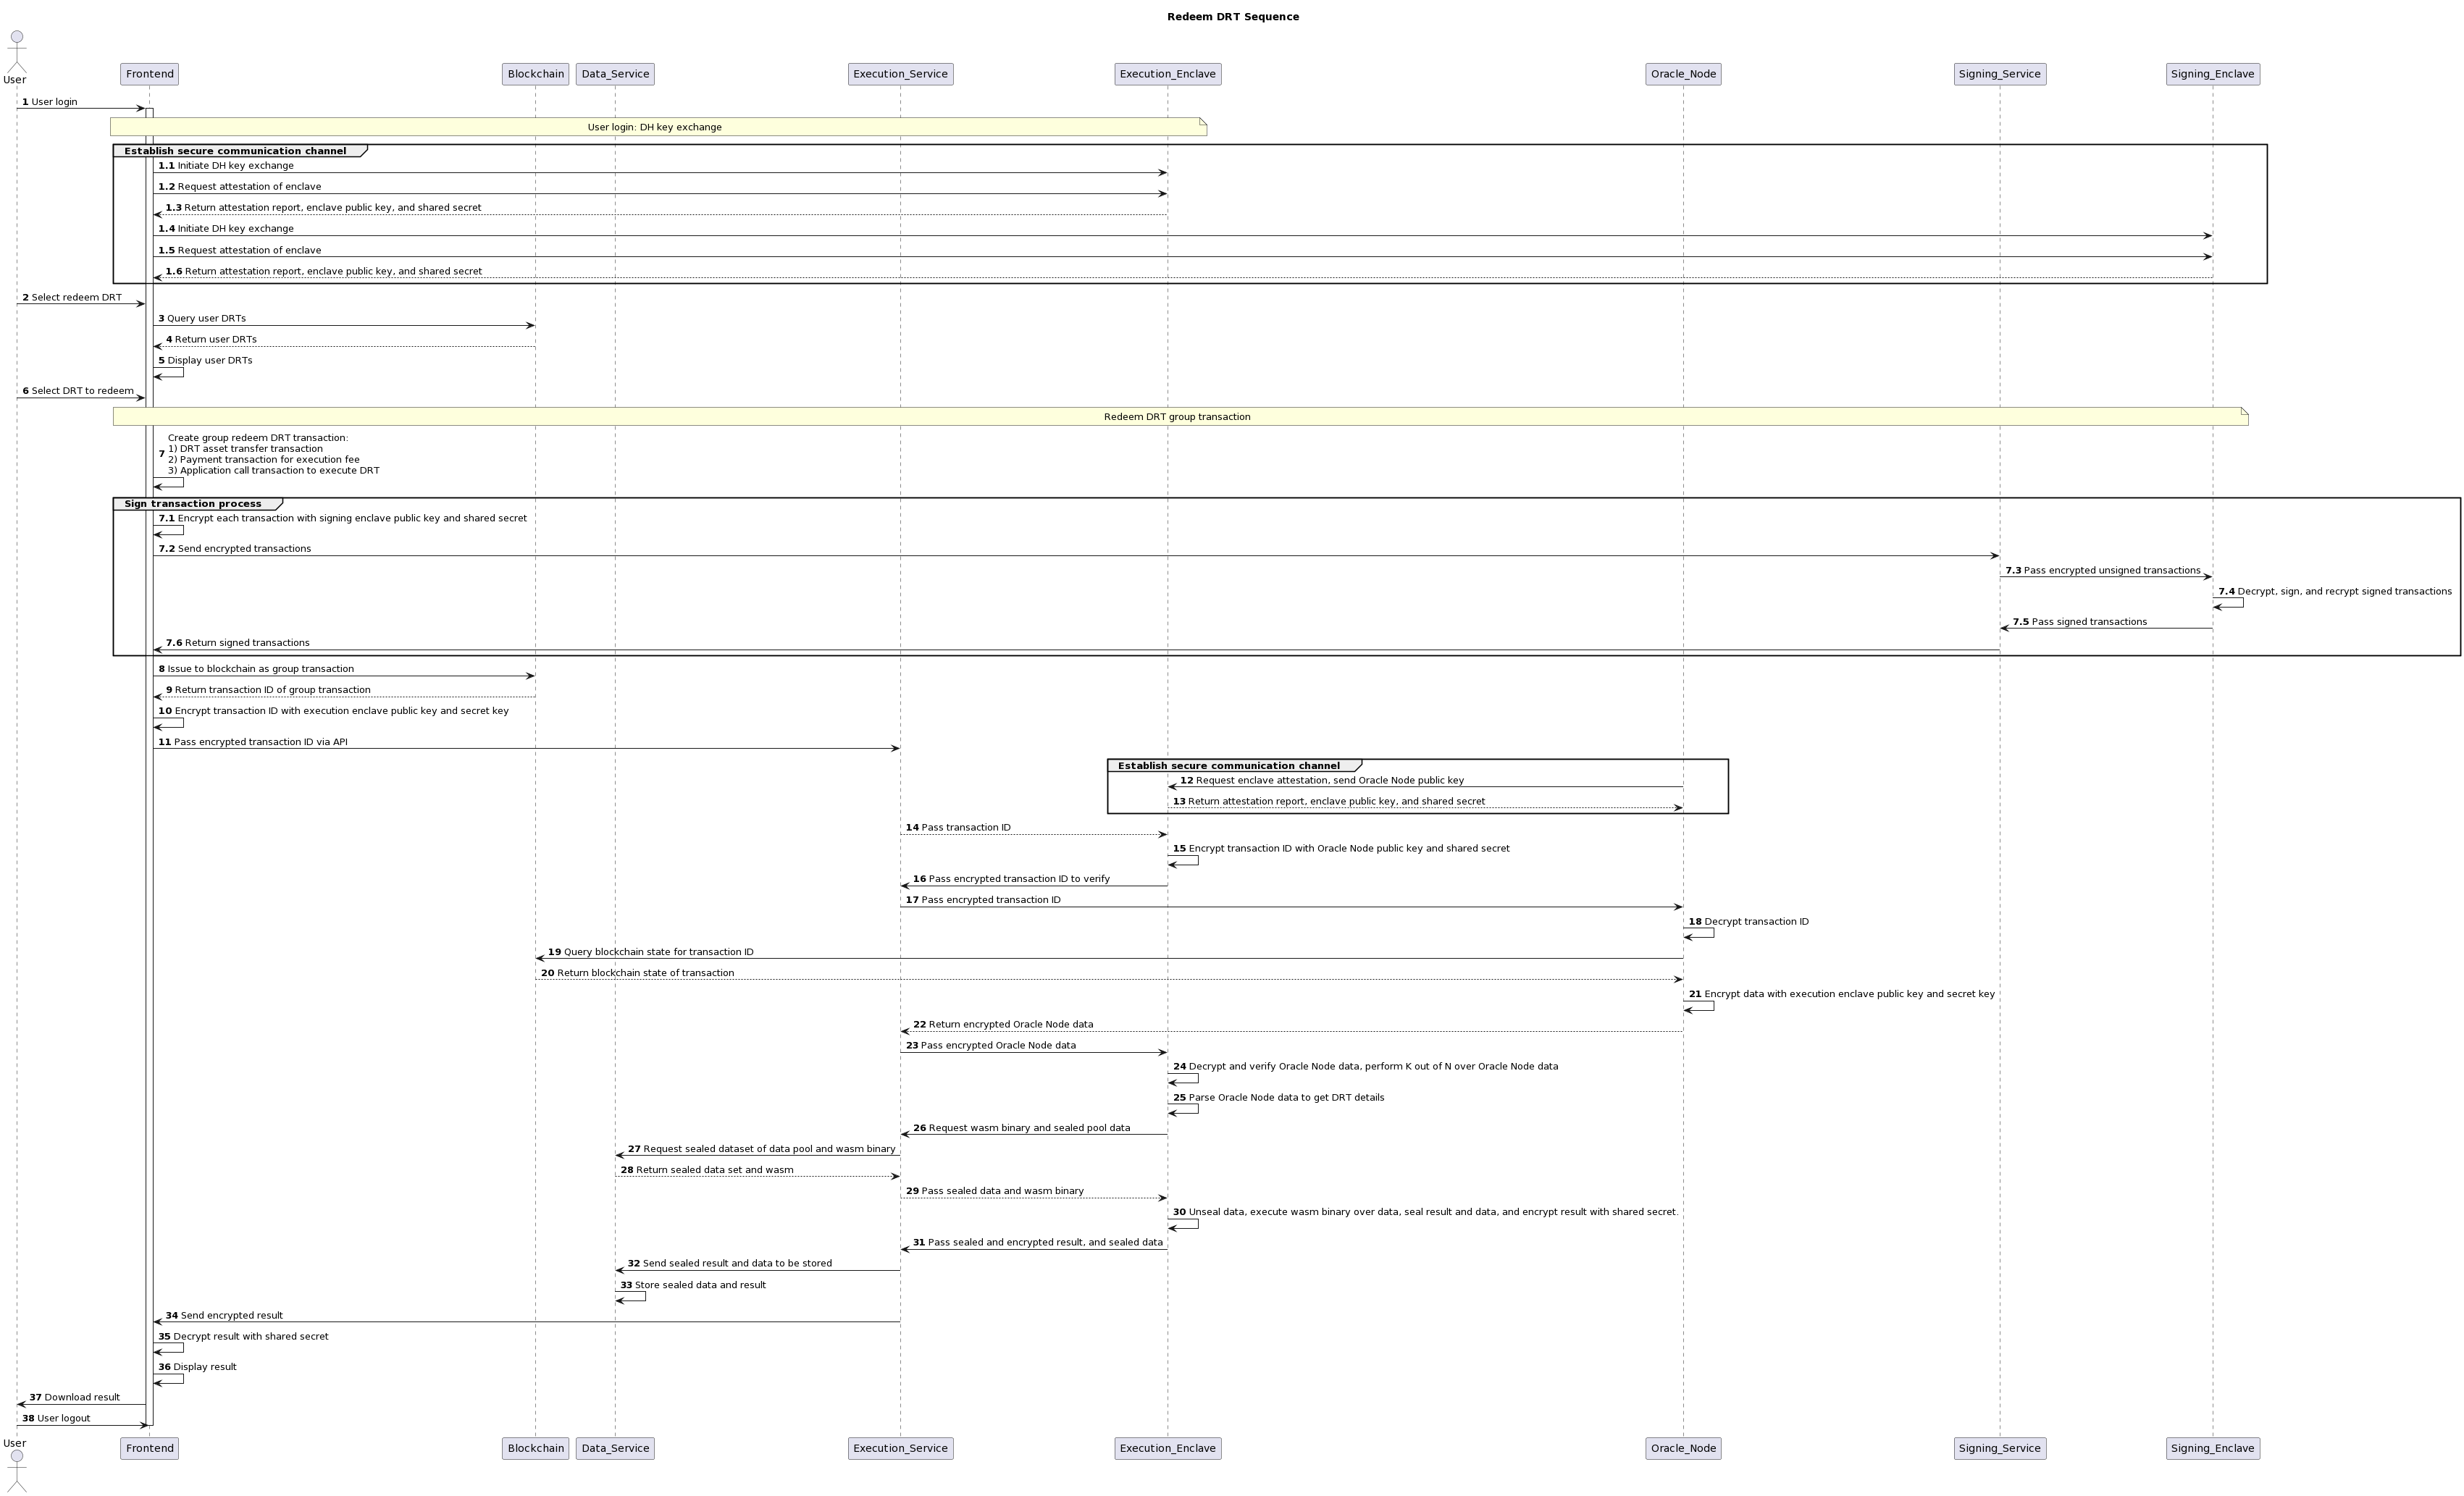 Redeem DRT Sequence
User
Frontend
Blockchain
Data_Service
Execution_Service
Execution_Enclave
Oracle_Node
Signing_Service
Signing_Enclave
1 User login
User login: DH key exchange
Establish secure communication channel
1.1 Initiate DH key exchange
1.2 Request attestation of enclave
1.3 Return attestation report, enclave public key, and shared secret
1.4 Initiate DH key exchange
1.5 Request attestation of enclave
1.6 Return attestation report, enclave public key, and shared secret
2 Select redeem DRT
3 Query user DRTs
4 Return user DRTs
5 Display user DRTs
6 Select DRT to redeem
Redeem DRT group transaction
Create group redeem DRT transaction:
1) DRT asset transfer transaction
7 2) Payment transaction for execution fee
3) Application call transaction to execute DRT
Sign transaction process
7.1 Encrypt each transaction with signing enclave public key and shared secret
7.2 Send encrypted transactions
7.3 Pass encrypted unsigned transactions
7.4 Decrypt, sign, and recrypt signed transactions
7.5 Pass signed transactions
7.6 Return signed transactions
8 Issue to blockchain as group transaction
9 Return transaction ID of group transaction
10 Encrypt transaction ID with execution enclave public key and secret key
11 Pass encrypted transaction ID via API
Establish secure communication channel
12 Request enclave attestation, send Oracle Node public key
13 Return attestation report, enclave public key, and shared secret
14 Pass transaction ID
15 Encrypt transaction ID with Oracle Node public key and shared secret
16 Pass encrypted transaction ID to verify
17 Pass encrypted transaction ID
18 Decrypt transaction ID
19 Query blockchain state for transaction ID
20 Return blockchain state of transaction
21 Encrypt data with execution enclave public key and secret key
22 Return encrypted Oracle Node data
23 Pass encrypted Oracle Node data
24 Decrypt and verify Oracle Node data, perform K out of N over Oracle Node data
25 Parse Oracle Node data to get DRT details
26 Request wasm binary and sealed pool data
27 Request sealed dataset of data pool and wasm binary
28 Return sealed data set and wasm
29 Pass sealed data and wasm binary
30 Unseal data, execute wasm binary over data, seal result and data, and encrypt result with shared secret.
31 Pass sealed and encrypted result, and sealed data
32 Send sealed result and data to be stored
33 Store sealed data and result
34 Send encrypted result
35 Decrypt result with shared secret
36 Display result
37 Download result
38 User logout
User
Frontend
Blockchain
Data_Service
Execution_Service
Execution_Enclave
Oracle_Node
Signing_Service
Signing_Enclave